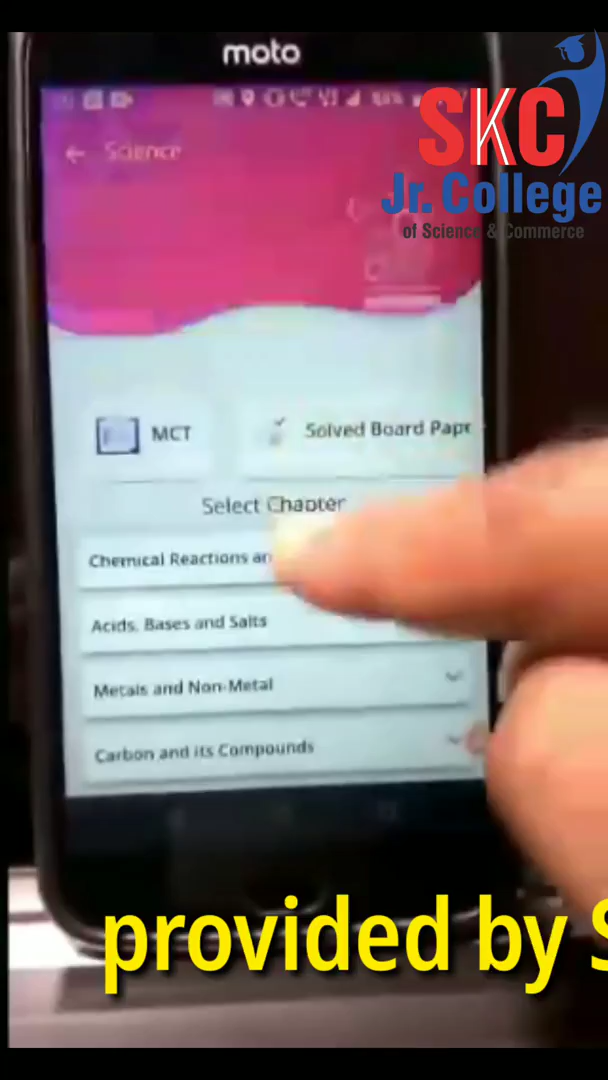 moto
SKC
Jr. College
of Science & Commerce
← Science
MCT
Solved Board Pape
Select Chapter
Chemical Reactions an
Acids, Bases and Salts
Metals and Non-Metal
Carbon and its Compounds
provided by S